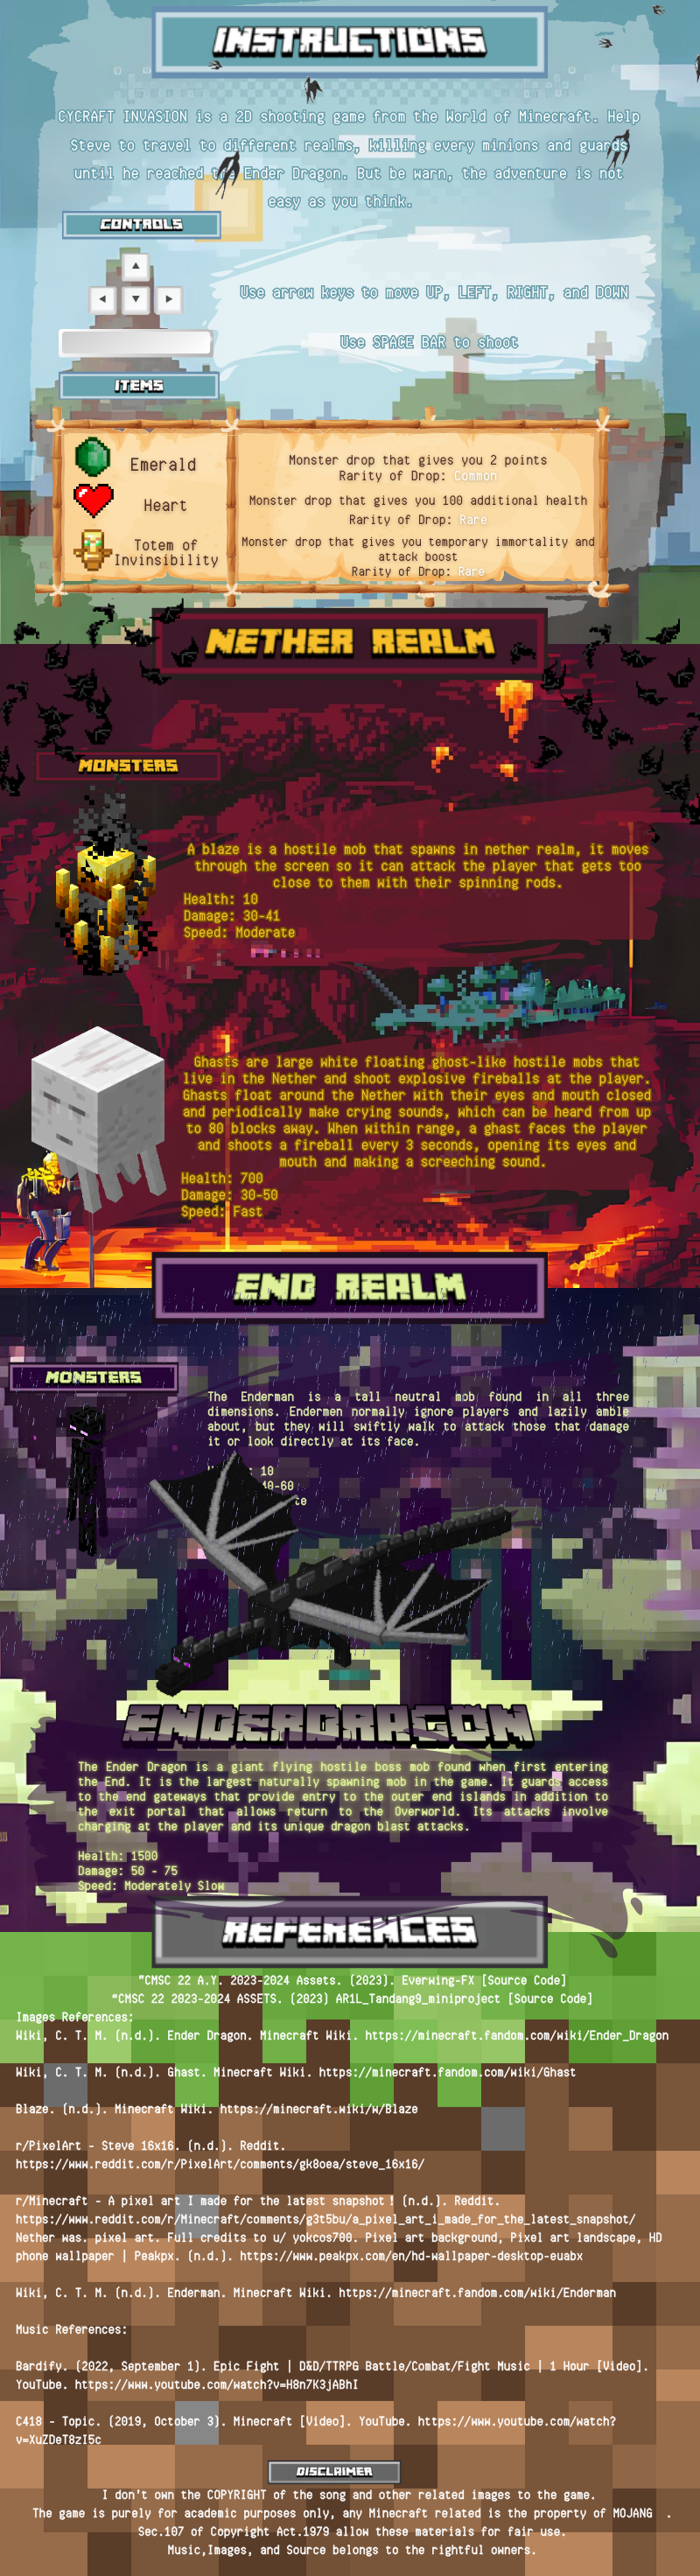 INSTRUCTIONS
CYCRAFT INVASION is a 2D shooting game from the World of Minecraft. Help
Steve to travel to different realms, killing every minions and guards
until he reached the Ender Dragon. But be warn, the adventure is not
easy as you think.
CONTROLS
Use arrow keys to move UP, LEFT, RIGHT, and DOWN
Use SPACE BAR to shoot
ITEMS
Emerald
Monster drop that gives you 2 points
Rarity of Drop: Common
Heart
Monster drop that gives you 100 additional health
Rarity of Drop: Rare
Totem of
Invinsibility
Monster drop that gives you temporary immortality and
attack boost
Rarity of Drop: Rare
NETHER REALM
MONSTERS
A blaze is a hostile mob that spawns in nether realm, it moves
through the screen so it can attack the player that gets too
close to them with their spinning rods.
Health: 10
Damage: 30-41
Speed: Moderate
Ghasts are large white floating ghost-like hostile mobs that
live in the Nether and shoot explosive fireballs at the player.
Ghasts float around the Nether with their eyes and mouth closed
and periodically make crying sounds, which can be heard from up
to 80 blocks away. When within range, a ghast faces the player
and shoots a fireball every 3 seconds, opening its eyes and
mouth and making a screeching sound.
Health: 700
Damage: 30-50
Speed: Fast
END REALM
MONSTERS
The Enderman is a tall neutral mob found in all three
dimensions. Endermen normally ignore players and lazily amble
about, but they will swiftly walk to attack those that damage
it or look directly at its face.
10
0-60
te
ENDERDRAGON
The Ender Dragon is a giant flying hostile boss mob found when first entering
the End. It is the largest naturally spawning mob in the game. It guards access
to the end gateways that provide entry to the outer end islands in addition to
the exit portal that allows return to the Overworld. Its attacks involve
charging at the player and its unique dragon blast attacks.
Health: 1500
Damage: 50 - 75
Speed: Moderately Slow
REFERENCES
"CMSC 22 A.Y. 2023-2024 Assets. (2023). Everwing-FX [Source Code]
"CMSC 22 2023-2024 ASSETS. (2023) AR1L_Tandang9_miniproject [Source Code]
Images References:
Wiki, C. T. M. (n.d.). Ender Dragon. Minecraft Wiki. https://minecraft.fandom.com/wiki/Ender_Dragon
Wiki, C. T. M. (n.d.). Ghast. Minecraft Wiki. https://minecraft.fandom.com/wiki/Ghast
Blaze. (n.d.). Minecraft Wiki. https://minecraft.wiki/w/Blaze
r/PixelArt - Steve 16x16. (n.d.). Reddit.
https://www.reddit.com/r/PixelArt/comments/gk8oea/steve_16x16/
r/Minecraft - A pixel art I made for the latest snapshot! (n.d.). Reddit.
https://www.reddit.com/r/Minecraft/comments/g3t5bu/a_pixel_art_i_made_for_the_latest_snapshot/
Nether was. pixel art. Full credits to u/ yokcos700. Pixel art background, Pixel art landscape, HD
phone wallpaper | Peakpx. (n.d.). https://www.peakpx.com/en/hd-wallpaper-desktop-euabx
Wiki, C. T. M. (n.d.). Enderman. Minecraft Wiki. https://minecraft.fandom.com/wiki/Enderman
Music References:
Bardify. (2022, September 1). Epic Fight | D&D/TTRPG Battle/Combat/Fight Music | 1 Hour [Video].
YouTube. https://www.youtube.com/watch?v=H8n7K3jABhI
C418 - Topic. (2019, October 3). Minecraft [Video]. YouTube. https://www.youtube.com/watch?
v=XuZDeT8zI5c
DISCLAIMER
I don't own the COPYRIGHT of the song and other related images to the game.
The game is purely for academic purposes only, any Minecraft related is the property of MOJANG .
Sec.107 of Copyright Act.1979 allow these materials for fair use.
Music,Images, and Source belongs to the rightful owners.